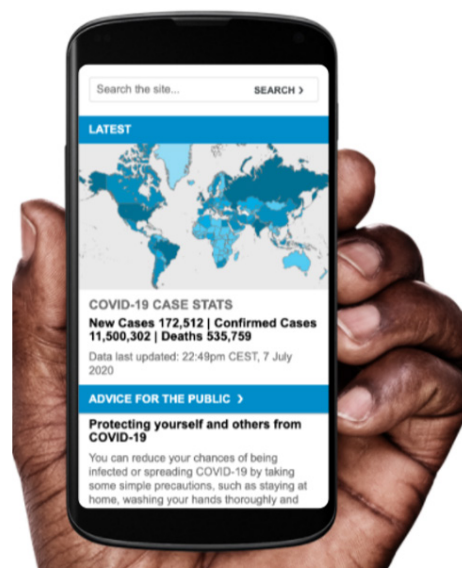 Search the site...
SEARCH ›
LATEST
COVID-19 CASE STATS
New Cases 172,512 | Confirmed Cases
11,500,302 | Deaths 535,759
Data last updated: 22:49pm CEST, 7 July
2020
ADVICE FOR THE PUBLIC ›
Protecting yourself and others from
COVID-19
You can reduce your chances of being
infected or spreading COVID-19 by taking
some simple precautions, such as staying at
home, washing your hands thoroughly and